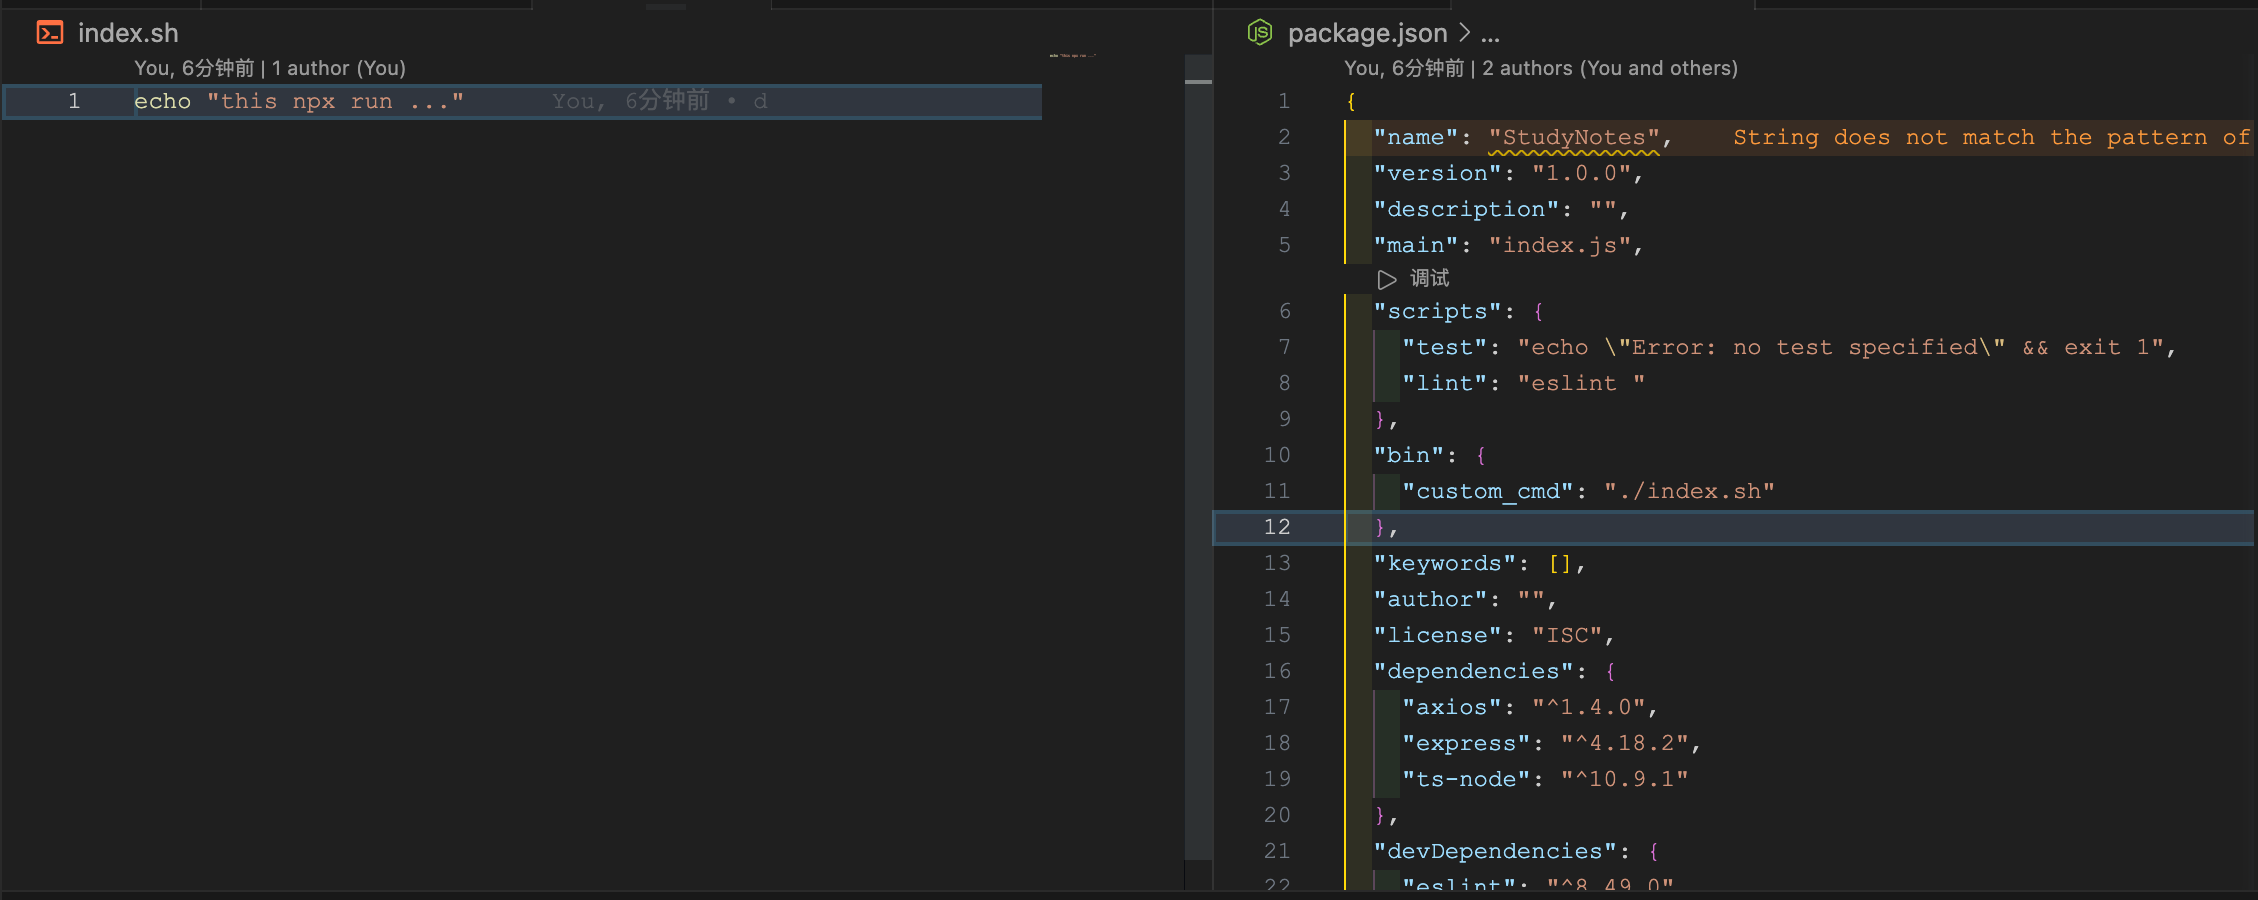 index.sh
You, 6分钟前 | 1 author (You)
1 echo "this npx run ..." You, 6分钟前 • d
package.json > ...
You, 6分钟前 | 2 authors (You and others)
1 {
2 "name": "StudyNotes", String does not match the pattern of
3 "version": "1.0.0",
4 "description": "",
5 "main": "index.js",
调试
6 "scripts": {
7 "test": "echo \"Error: no test specified\" && exit 1",
8 "lint": "eslint "
9 },
10 "bin": {
11 "custom_cmd": "./index.sh"
12 },
13 "keywords": [],
14 "author": "",
15 "license": "ISC",
16 "dependencies": {
17 "axios": "^1.4.0",
18 "express": "^4.18.2",
19 "ts-node": "^10.9.1"
20 },
21 "devDependencies": {
22 "eslint": "^8.49.0"